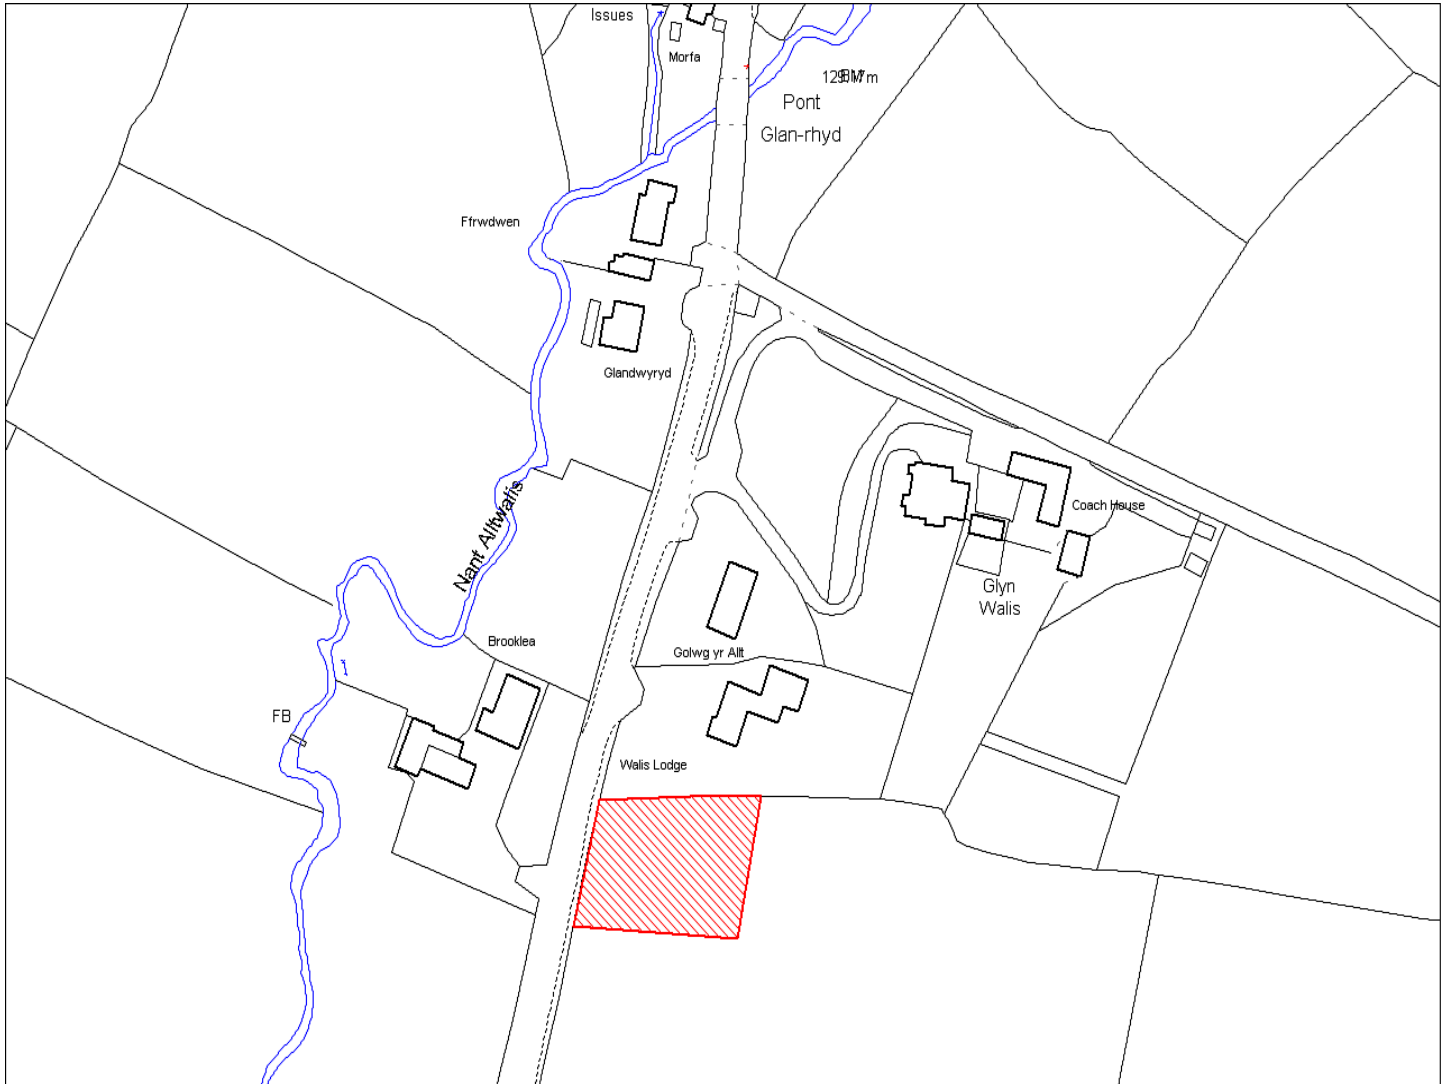 Issues
Morfa
Pont
Glan-rhyd
Ffrwdwen
Glandwyryd
Nant Alltwalis
Coach House
Glyn
Walis
Brooklea
Golwg yr Allt
FB
Walis Lodge